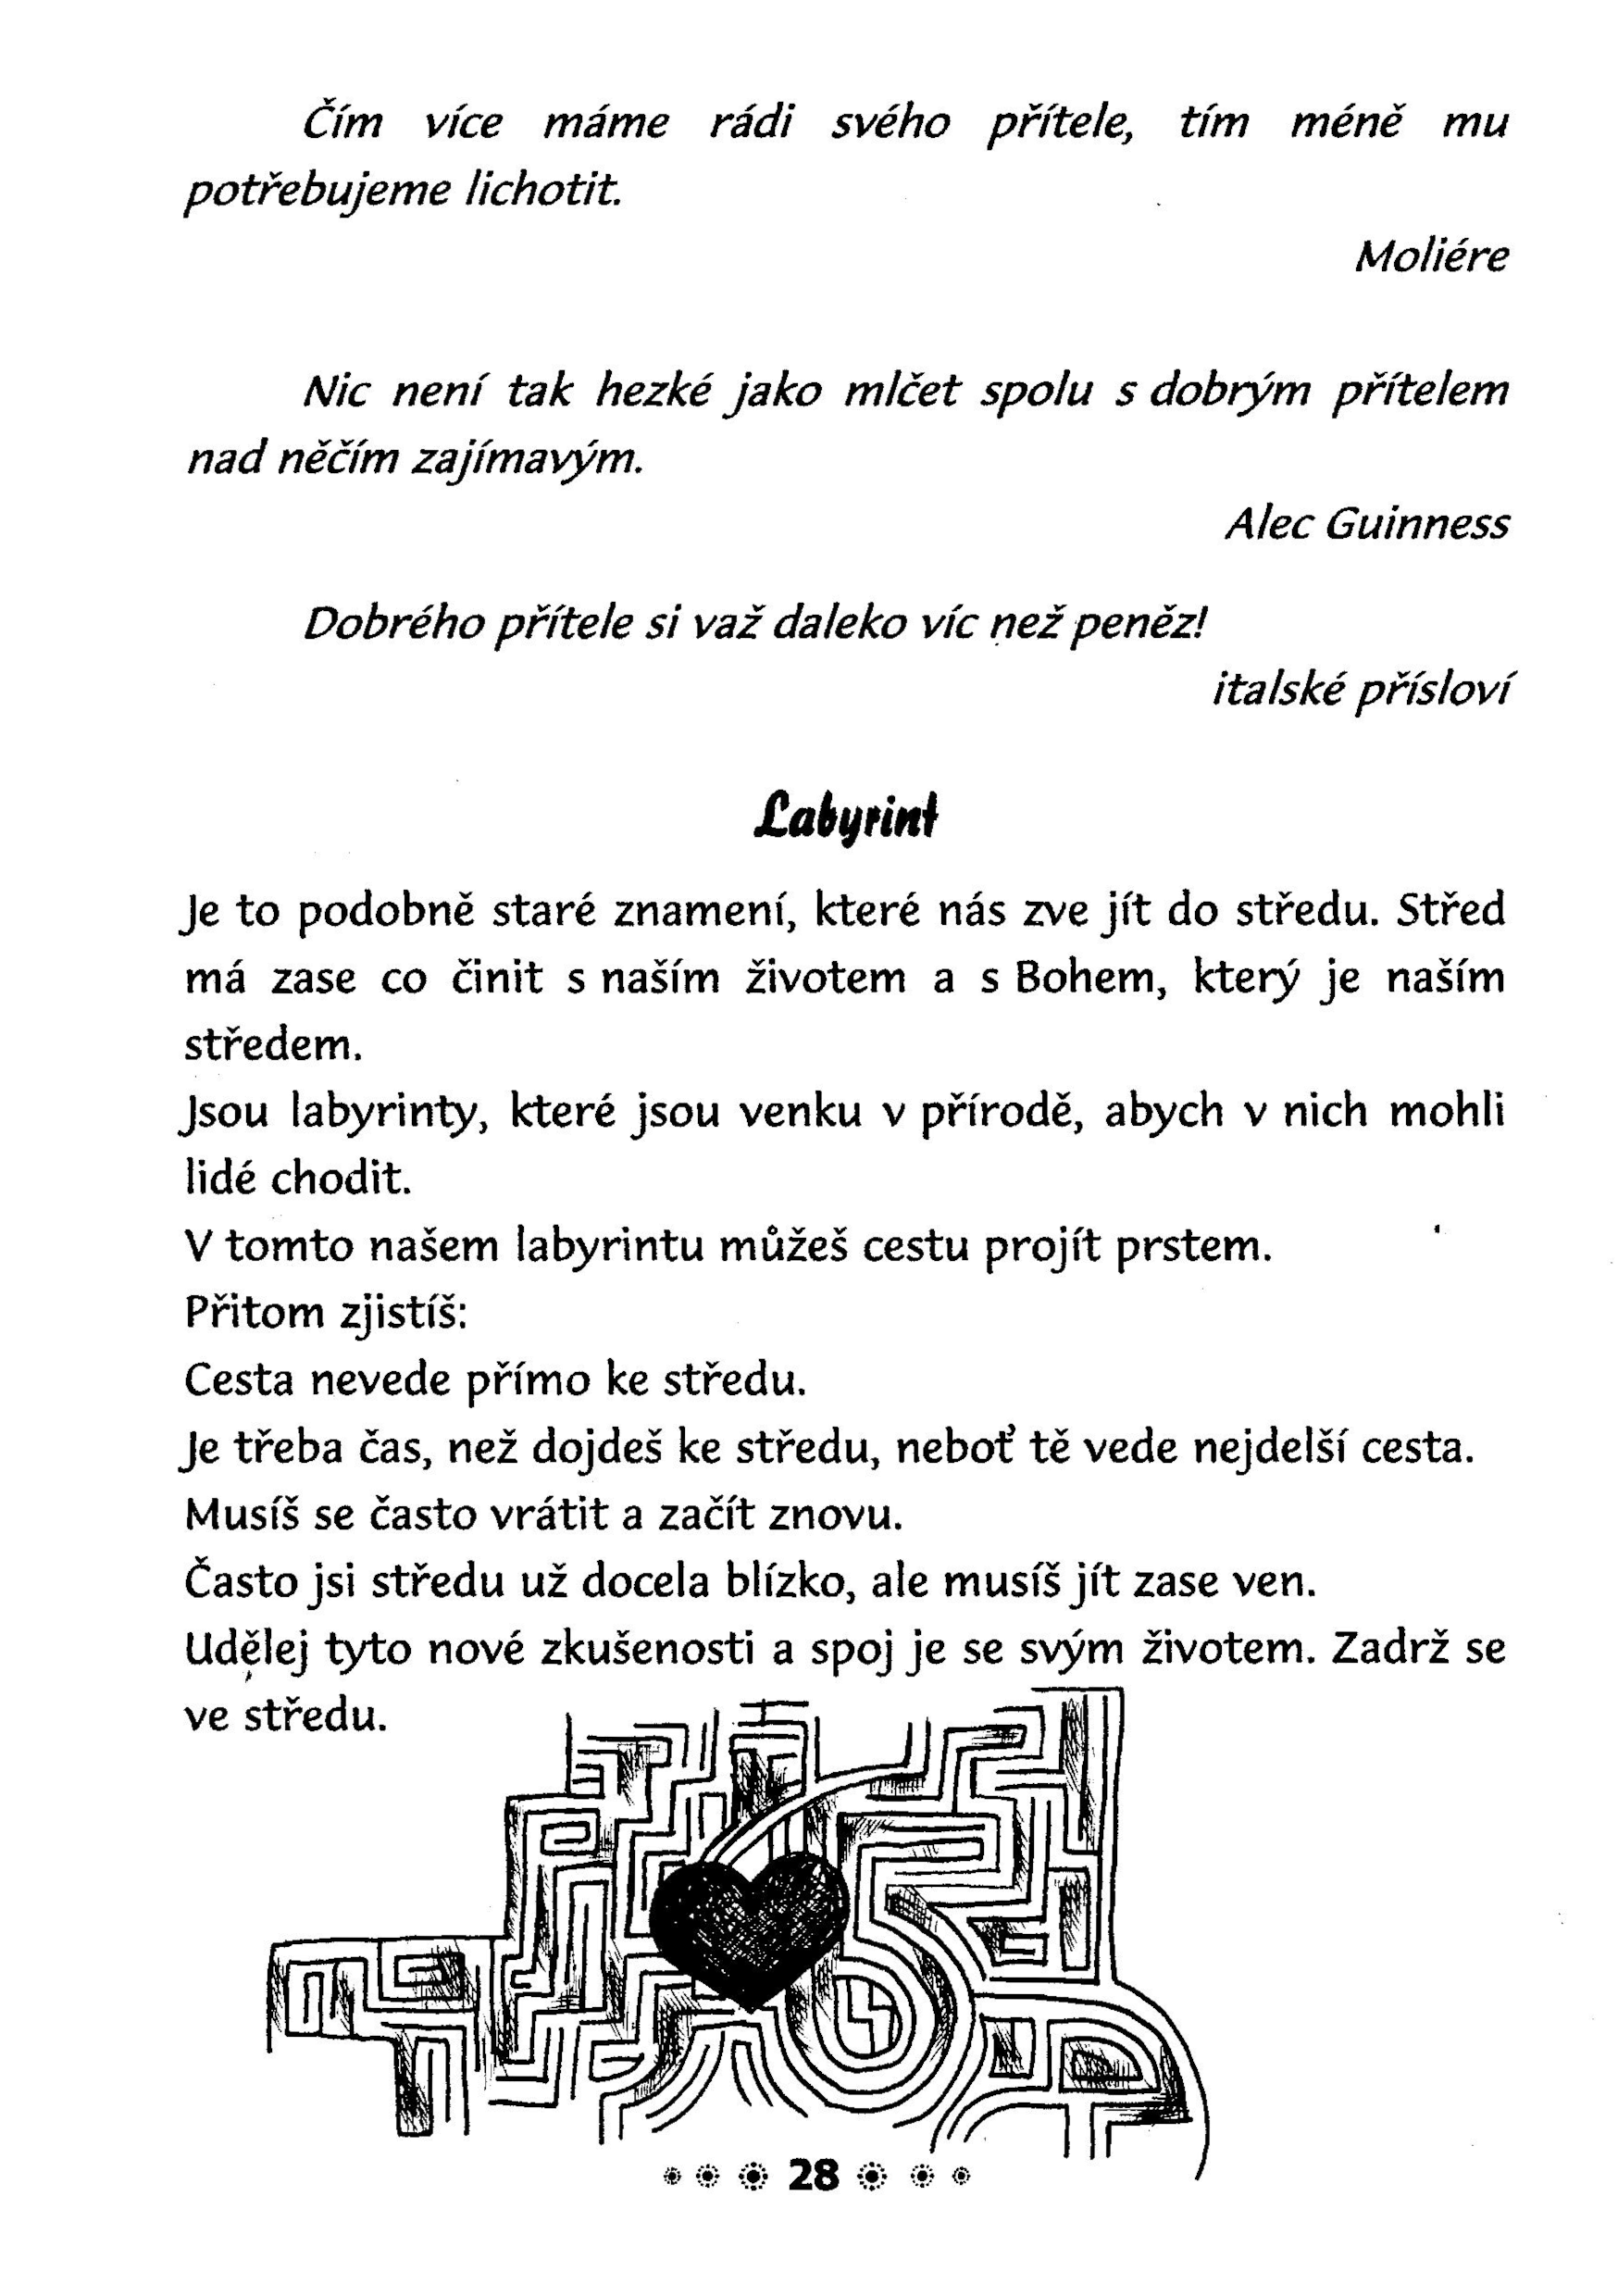 Čím více máme rádi svého přítele, tím méně mu
potřebujeme lichotit.
Moliére
Nic není tak hezké jako mlčet spolu s dobrým přítelem
nad něčím zajímavým.
Alec Guinness
Dobrého přítele si važ daleko víc než peněz!
italské přísloví
Labyrint
Je to podobně staré znamení, které nás zve jít do středu. Střed
má zase co činit s naším životem a s Bohem, který je naším
středem.
Jsou labyrinty, které jsou venku v přírodě, abych v nich mohli
lidé chodit.
V tomto našem labyrintu můžeš cestu projít prstem.
Přitom zjistíš:
Cesta nevede přímo ke středu.
Je třeba čas, než dojdeš ke středu, neboť tě vede nejdelší cesta.
Musíš se často vrátit a začít znovu.
Často jsi středu už docela blízko, ale musíš jít zase ven.
Udělej tyto nové zkušenosti a spoj je se svým životem. Zadrž se
ve středu.
28